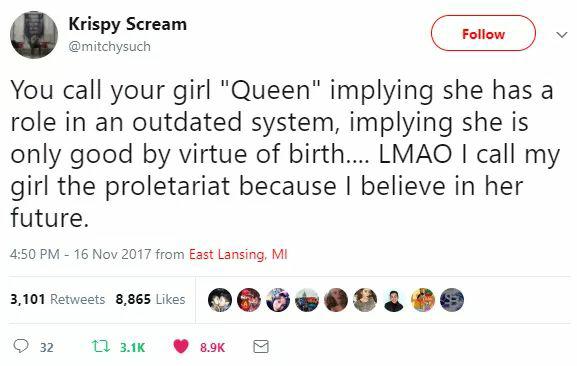 Krispy Scream
@mitchysuch
Follow
You call your girl "Queen" implying she has a
role in an outdated system, implying she is
only good by virtue of birth.... LMAO I call my
girl the proletariat because I believe in her
future.
4:50 PM - 16 Nov 2017 from East Lansing, MI
3,101 Retweets 8,865 Likes
32 3.1K 8.9K